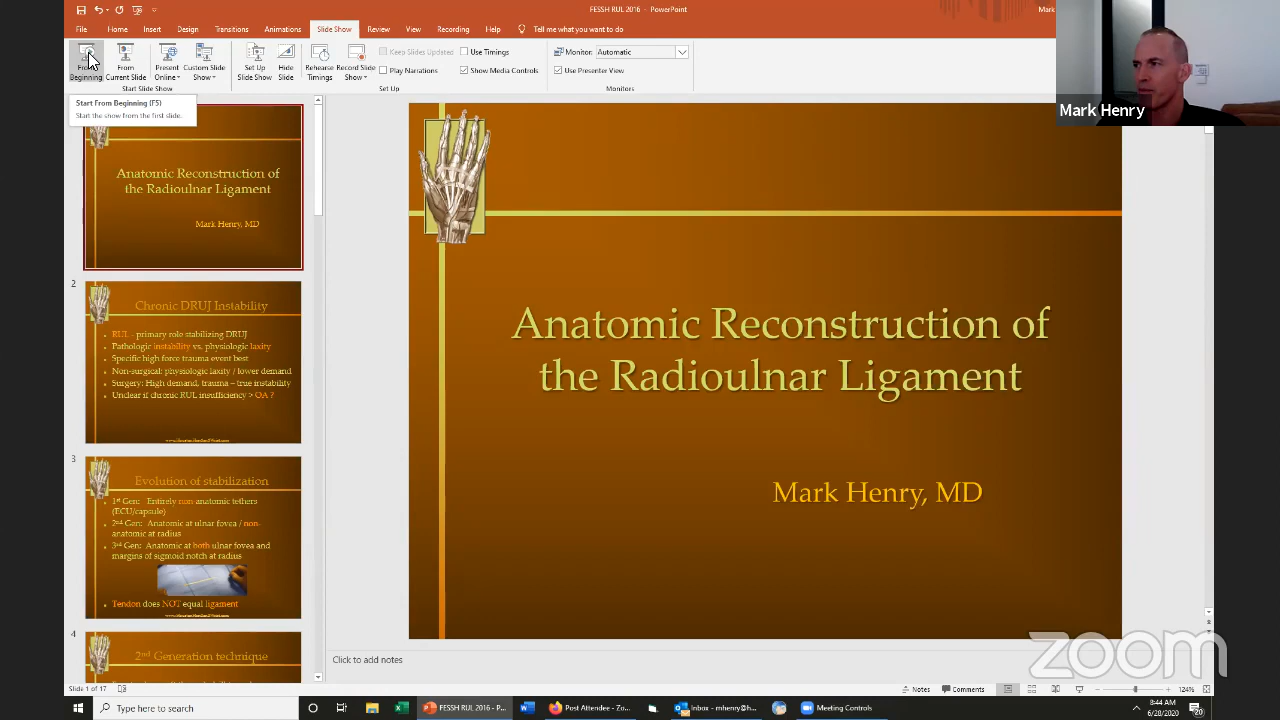 FESSH RUL 2016 - PowerPoint
Mark
File Home Insert Design Transitions Animations Slide Show Review View Recording Help Tell me what you want to do
From Beginning
From Current Slide
Present Online
Custom Slide Show
Set Up Slide Show
Hide Slide
Rehearse Timings
Record Slide Show
Keep Slides Updated
Use Timings
Play Narrations
Show Media Controls
Monitor: Automatic
Use Presenter View
Start Slide Show
Set Up
Monitors
Mark Henry
Start From Beginning (F5)
Start the show from the first slide.
Anatomic Reconstruction of
the Radioulnar Ligament
Mark Henry, MD
2
Chronic DRUJ Instability
RUL - primary role stabilizing DRUJ
Pathologic instability vs. physiologic laxity
Specific high force trauma event best
Non-surgical: physiologic laxity / lower demand
Surgery: High demand, trauma – true instability
Unclear if chronic RUL insufficiency > OA ?
3
Evolution of stabilization
1st Gen: Entirely non-anatomic tethers
(ECU/capsule)
2nd Gen: Anatomic at ulnar fovea / non-
anatomic at radius
3rd Gen: Anatomic at both ulnar fovea and
margins of sigmoid notch at radius
Tendon does NOT equal ligament
4
2nd Generation technique
Anatomic Reconstruction of
the Radioulnar Ligament
Mark Henry, MD
Click to add notes
zoom
Slide 1 of 17
Notes
Comments
124%
Type here to search
FESSH RUL 2016 - P...
Post Attendee - Zo...
Inbox - mhenry@h...
Meeting Controls
8:44 AM
6/28/2020
20